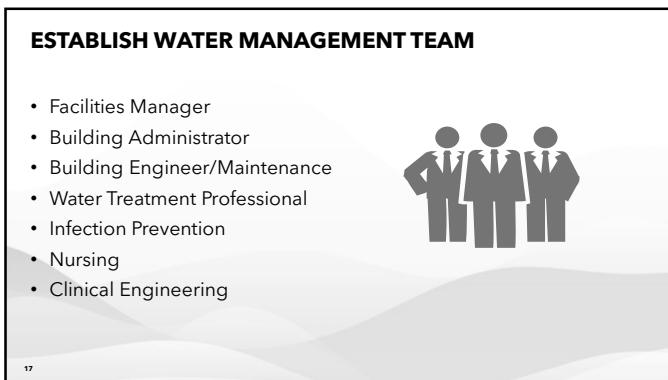 ESTABLISH WATER MANAGEMENT TEAM
• Facilities Manager
• Building Administrator
• Building Engineer/Maintenance
• Water Treatment Professional
• Infection Prevention
• Nursing
• Clinical Engineering
17